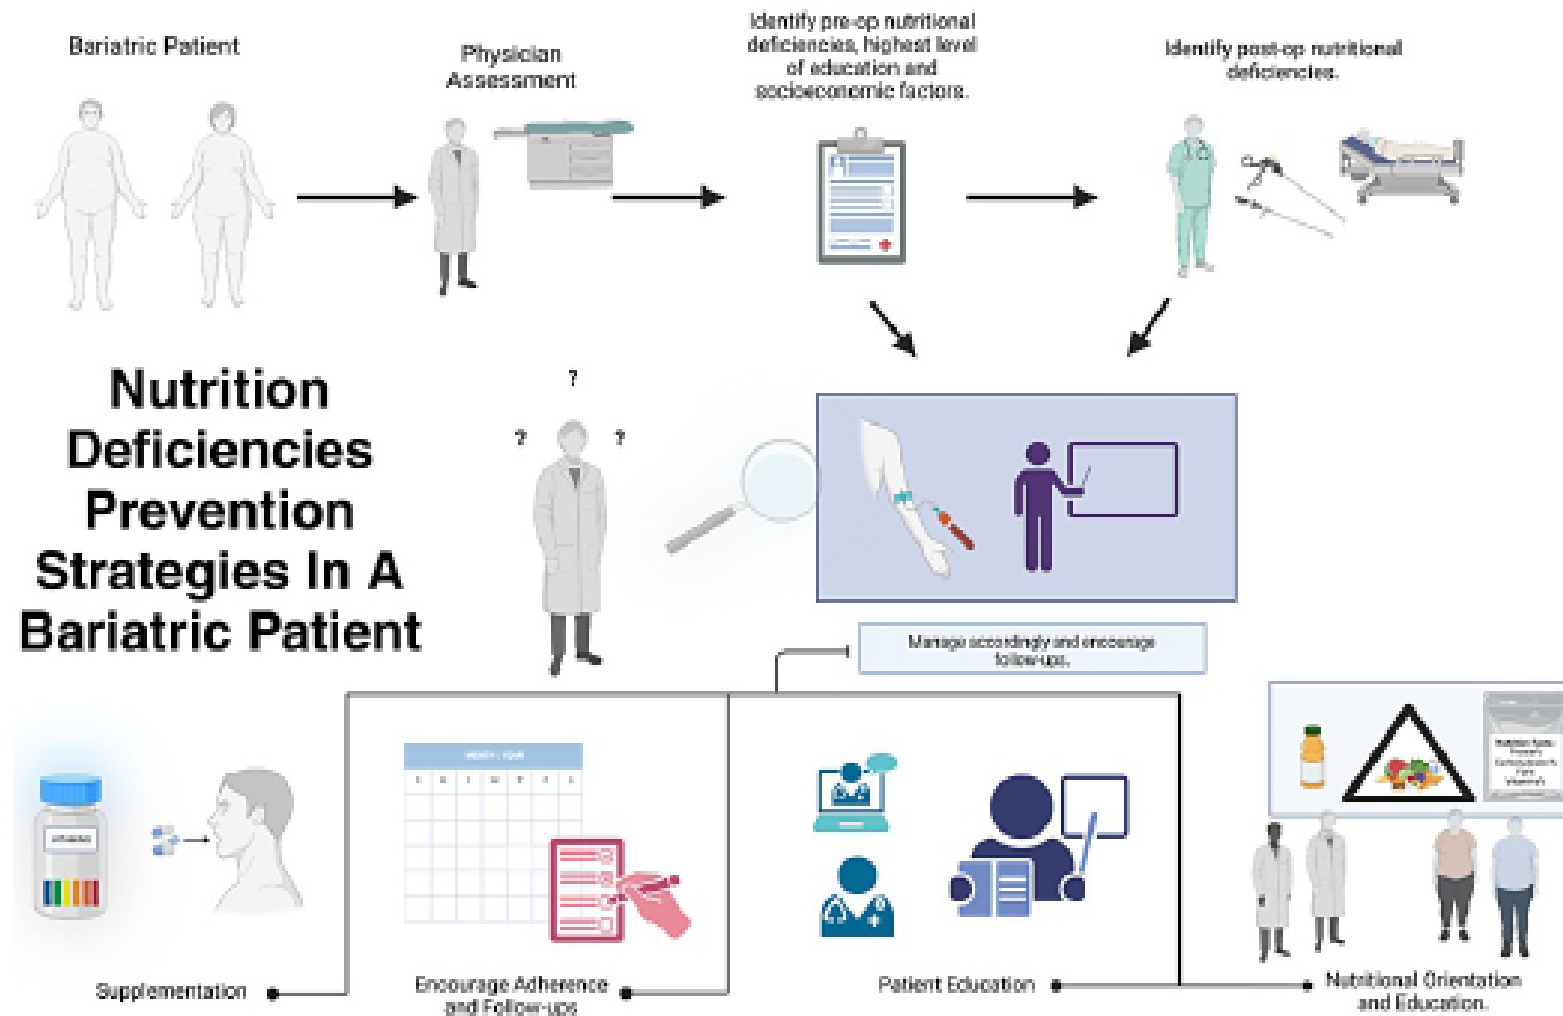 Bariatric Patient
Physician
Assessment
Identify pre-op nutritional
deficiencies, highest level
of education and
socioeconomic factors.
Identify post-op nutritional
deficiencies.
Nutrition
Deficiencies
Prevention
Strategies In A
Bariatric Patient
?
? ?
Manage accordingly and encourage
follow-ups.
MONTH / YEAR
Supplementation
Encourage Adherence
and Follow-ups
Patient Education
Nutritional Orientation
and Education.